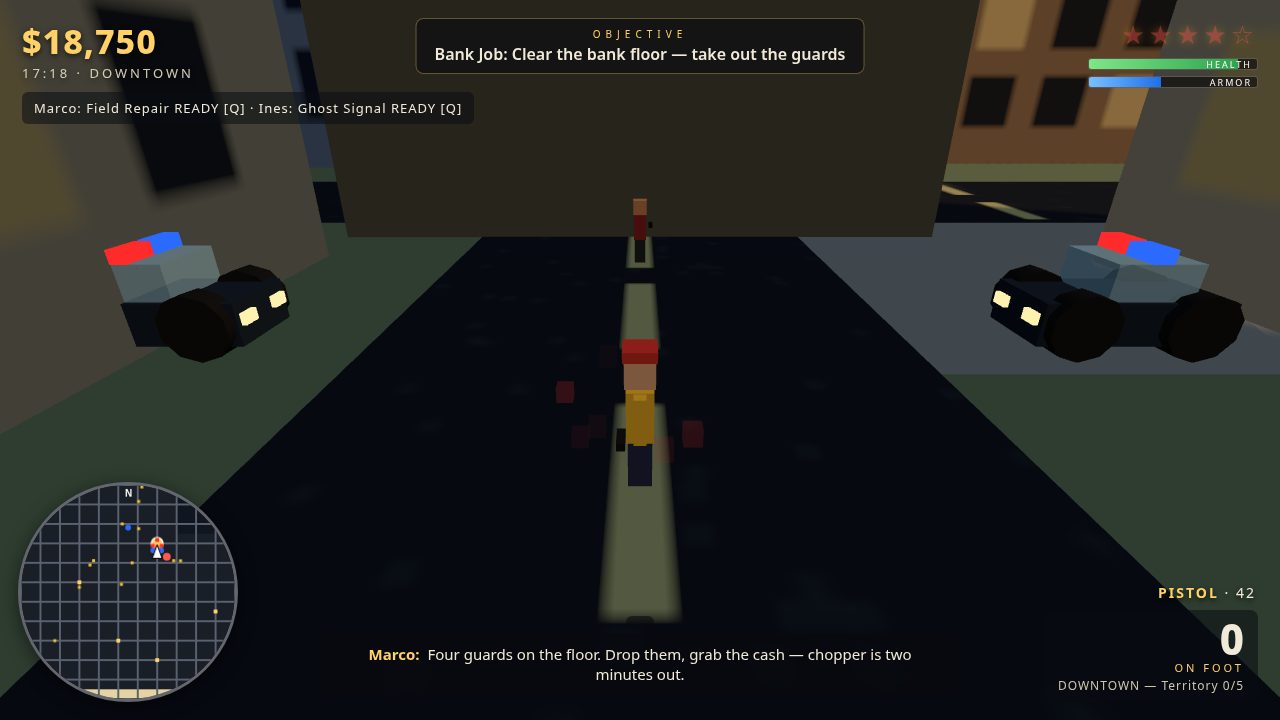 $18,750
17:18 · DOWNTOWN
Marco: Field Repair READY [Q] · Ines: Ghost Signal READY [Q]
OBJECTIVE
Bank Job: Clear the bank floor — take out the guards
HEALTH
ARMOR
N
Marco: Four guards on the floor. Drop them, grab the cash — chopper is two
minutes out.
PISTOL · 42
0
ON FOOT
DOWNTOWN — Territory 0/5